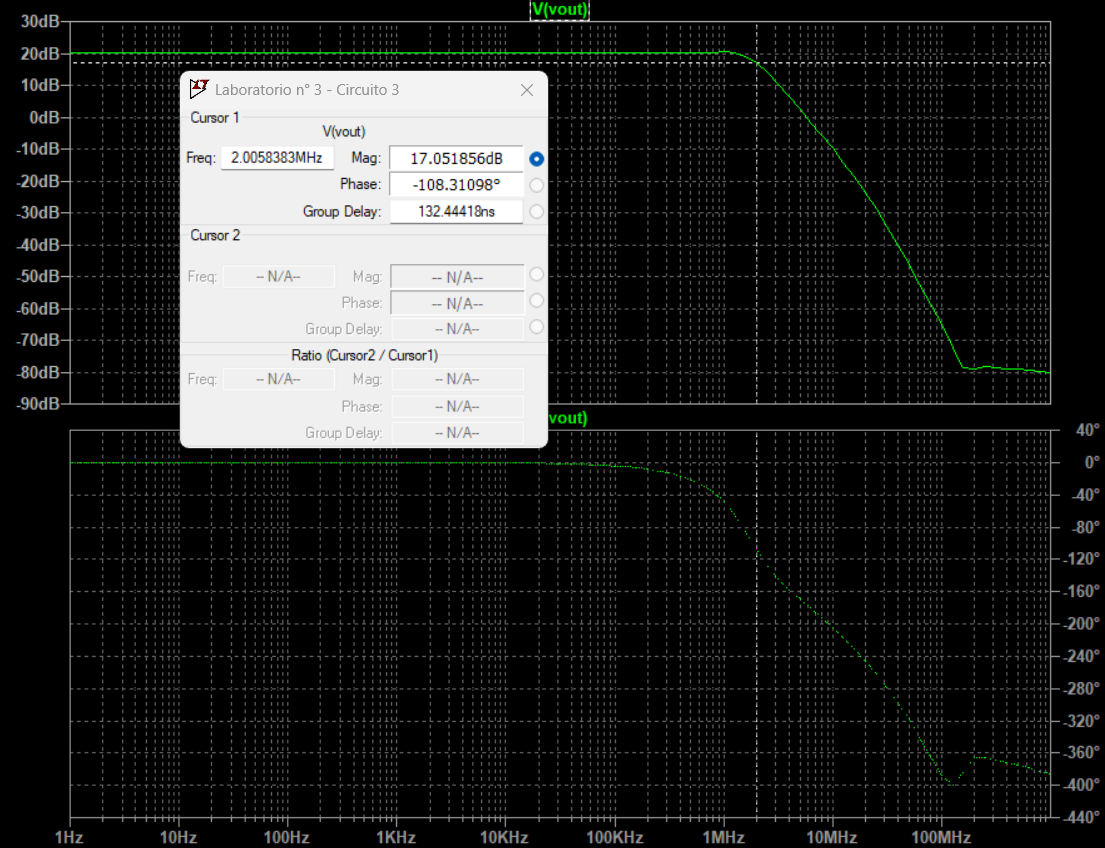 V(vout)
30dB
20dB
10dB
0dB
-10dB
-20dB
-30dB
-40dB
-50dB
-60dB
-70dB
-80dB
-90dB
Laboratorio n° 3 - Circuito 3
Cursor 1
V(vout)
Freq: 2.0058383MHz Mag: 17.051856dB
Phase: -108.31098°
Group Delay: 132.44418ns
Cursor 2
Freq: -- N/A-- Mag: -- N/A--
Phase: -- N/A--
Group Delay: -- N/A--
Ratio (Cursor2 / Cursor1)
Freq: -- N/A-- Mag: -- N/A--
Phase: -- N/A--
Group Delay: -- N/A--
vout)
40°
0°
-40°
-80°
-120°
-160°
-200°
-240°
-280°
-320°
-360°
-400°
-440°
1Hz 10Hz 100Hz 1KHz 10KHz 100KHz 1MHz 10MHz 100MHz